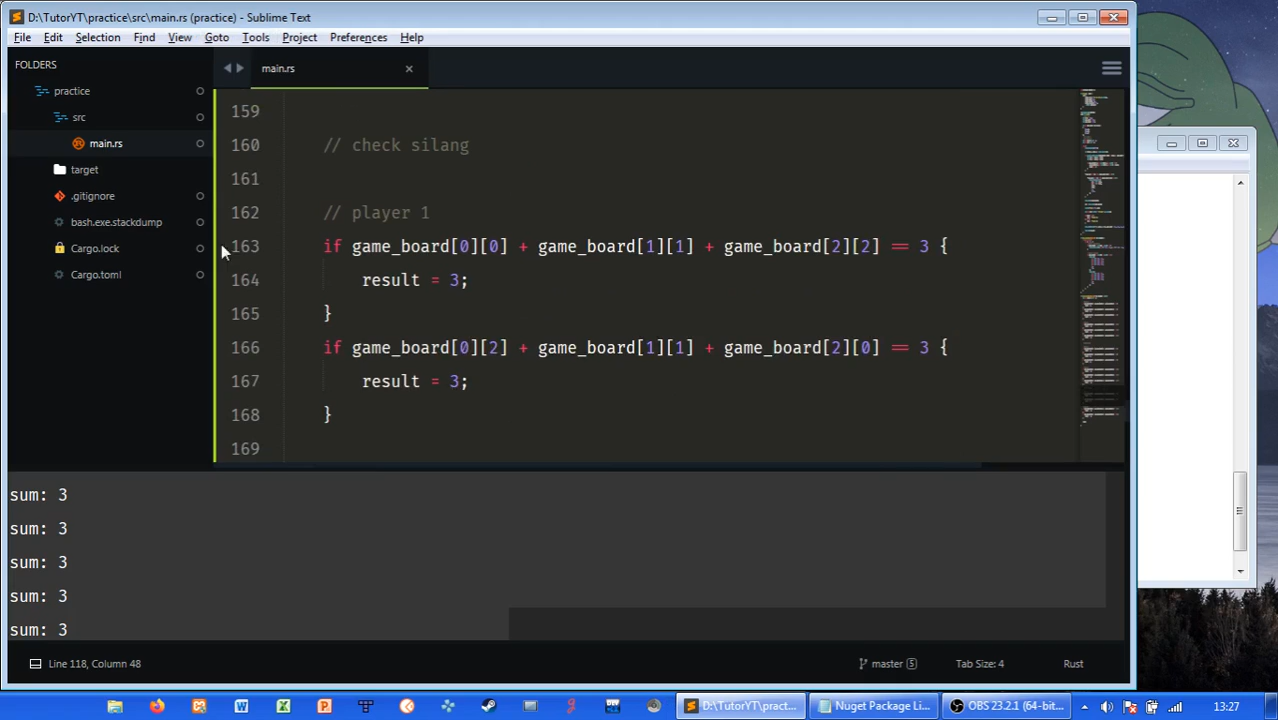 D:\TutorYT\practice\src\main.rs (practice) - Sublime Text
File Edit Selection Find View Goto Tools Project Preferences Help
FOLDERS
practice
src
main.rs
target
.gitignore
bash.exe.stackdump
Cargo.lock
Cargo.toml
main.rs
159
160 // check silang
161
162 // player 1
163 if game_board[0][0] + game_board[1][1] + game_board[2][2] == 3 {
164 result = 3;
165 }
166 if game_board[0][2] + game_board[1][1] + game_board[2][0] == 3 {
167 result = 3;
168 }
169
sum: 3
sum: 3
sum: 3
sum: 3
sum: 3
Line 118, Column 48 master 5 Tab Size: 4 Rust
D:\TutorYT\pract... Nuget Package Li... OBS 23.2.1 (64-bit... 13:27